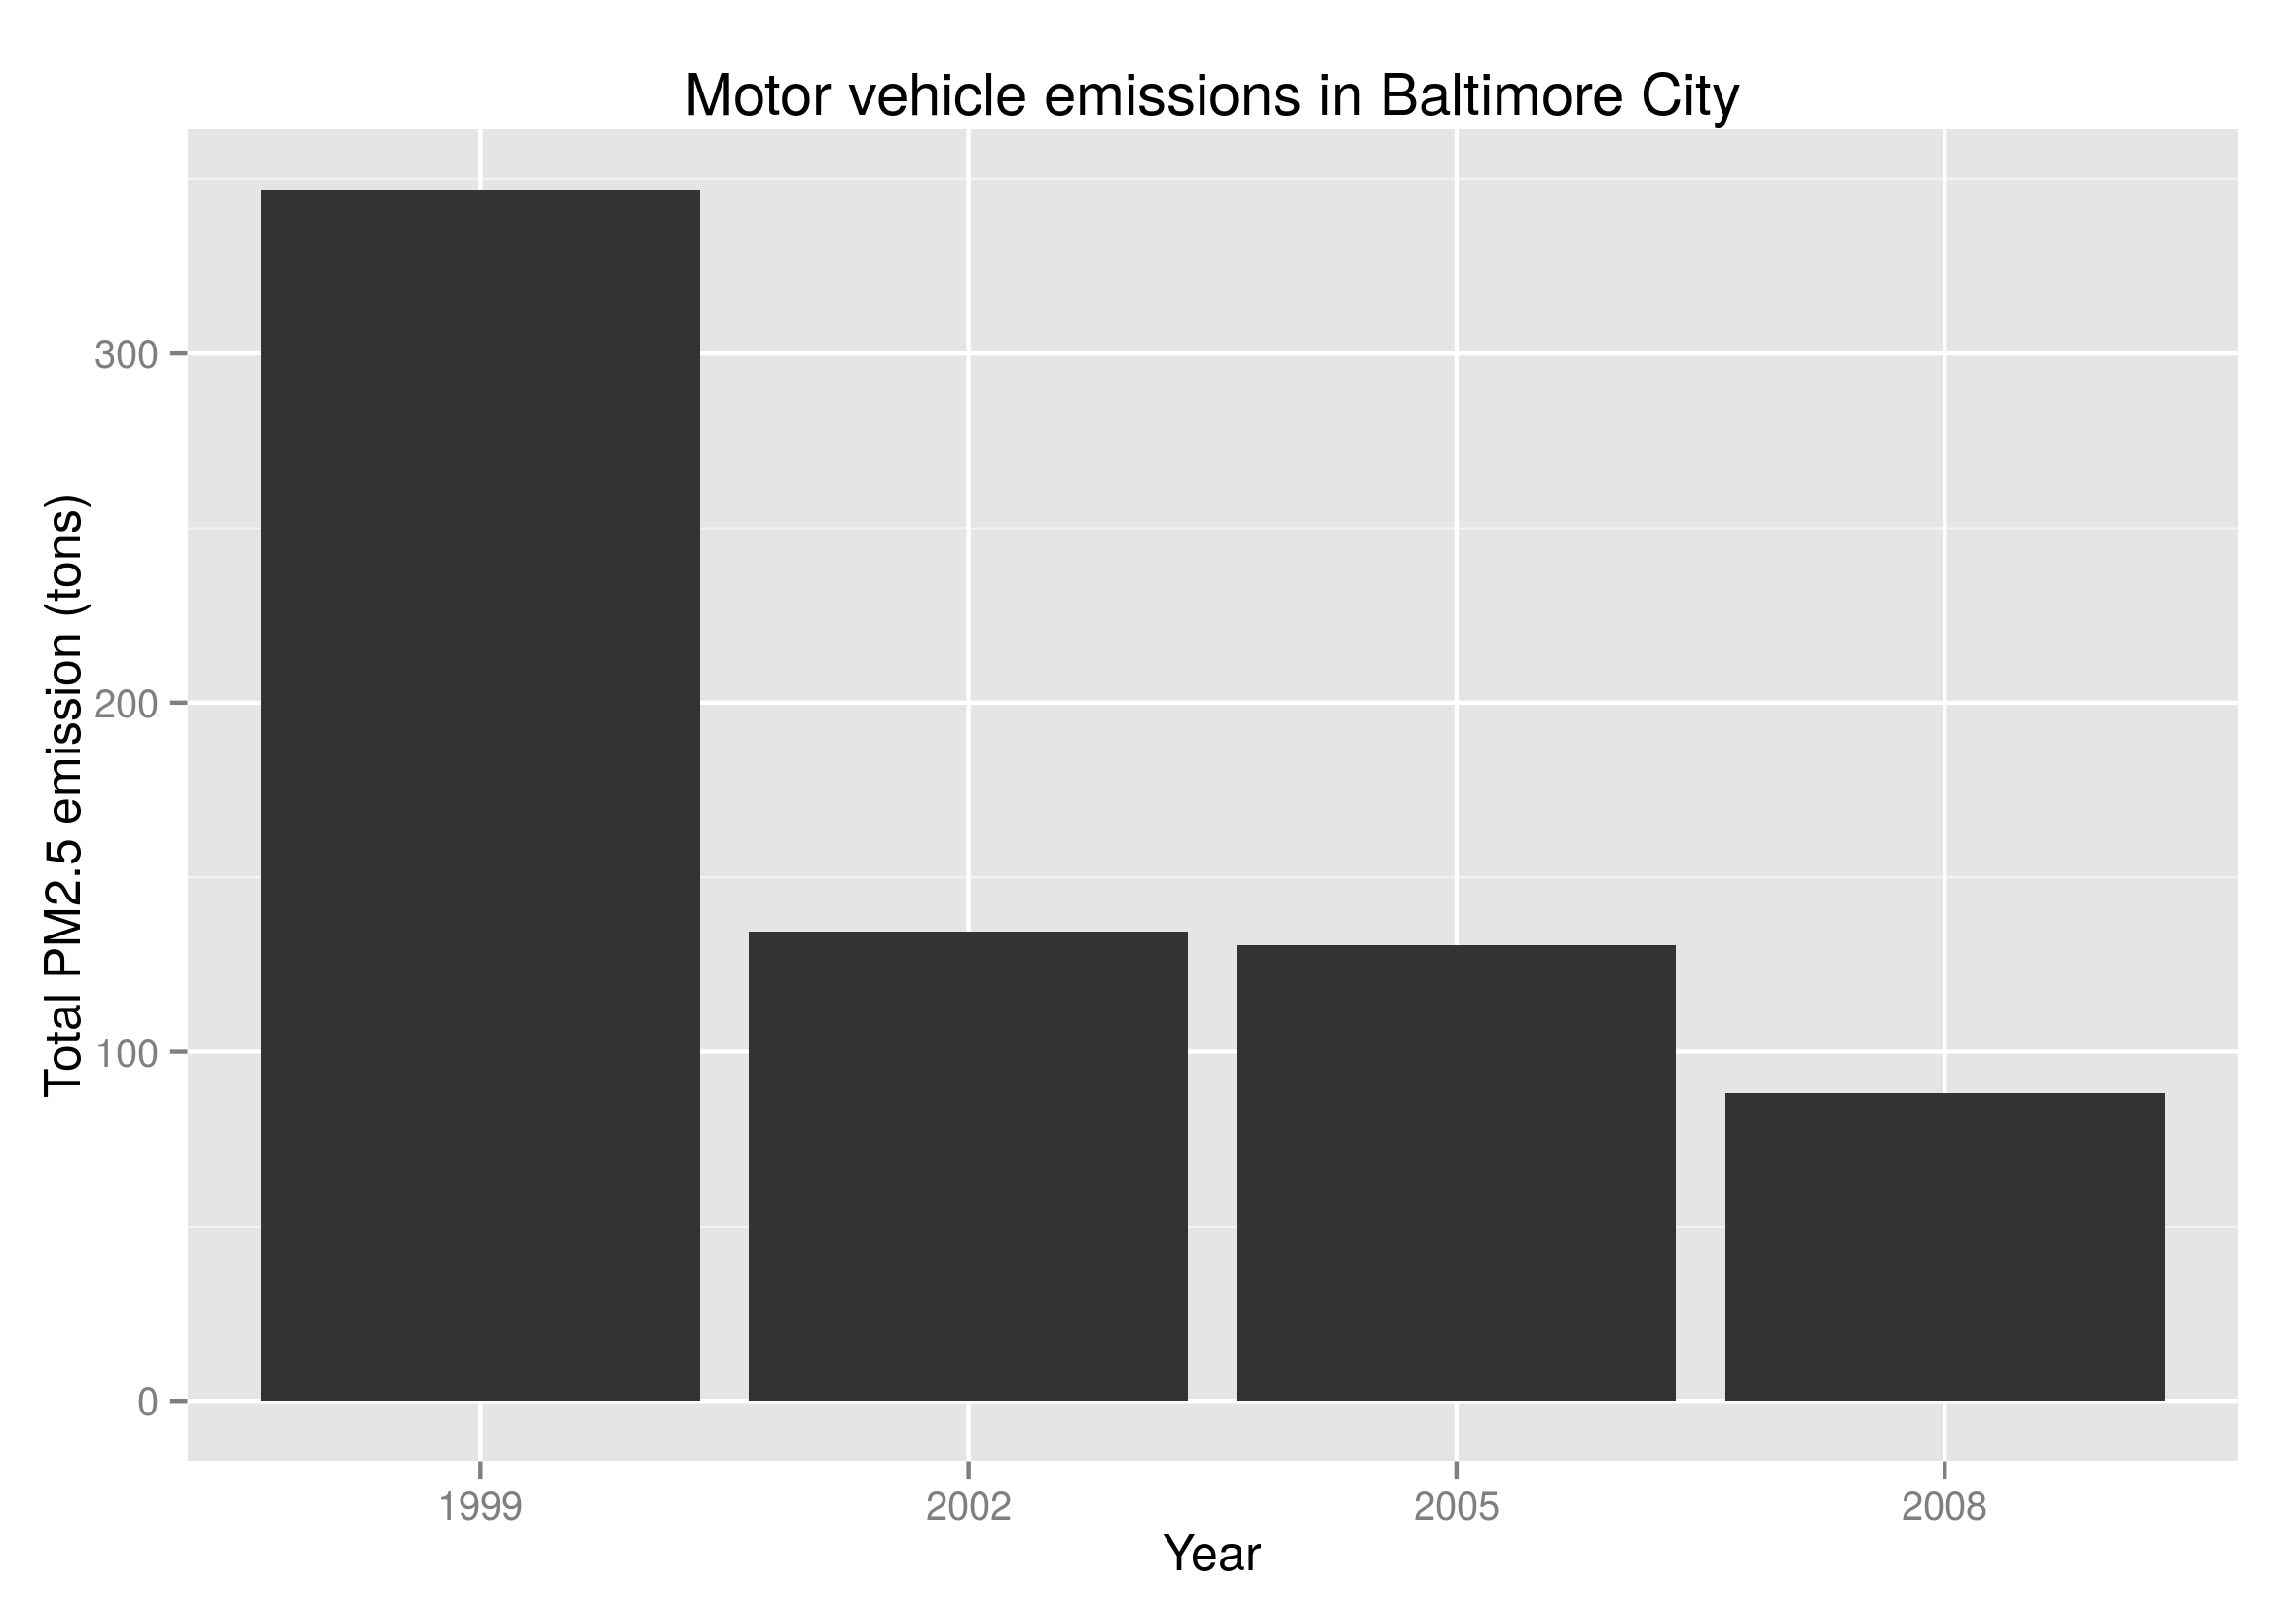 Motor vehicle emissions in Baltimore City
Total PM2.5 emission (tons)
300
200
100
0
1999
2002
2005
2008
Year